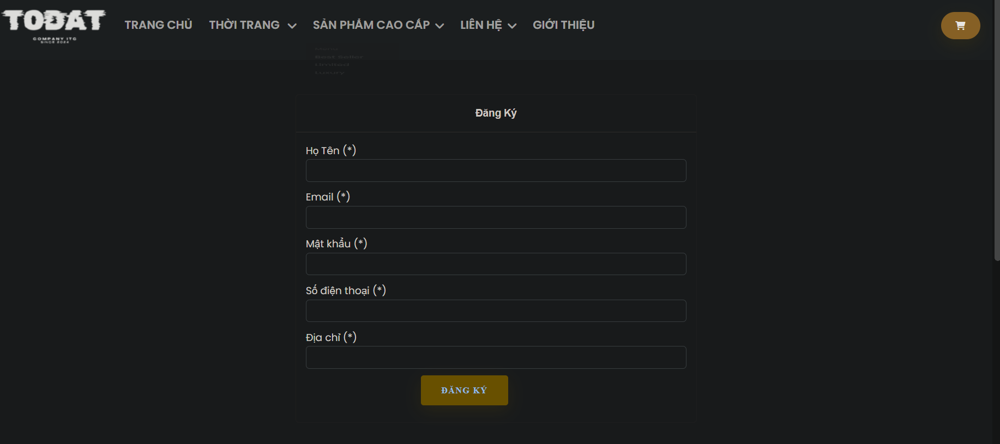 TOĐAT
COMPANY ITC
SINCE 2024
TRANG CHỦ THỜI TRANG SẢN PHẨM CAO CẤP LIÊN HỆ GIỚI THIỆU
Menu
Best Seller
Limited
Luxury
Đăng Ký
Họ Tên (*)
Email (*)
Mật khẩu (*)
Số điện thoại (*)
Địa chỉ (*)
ĐĂNG KÝ